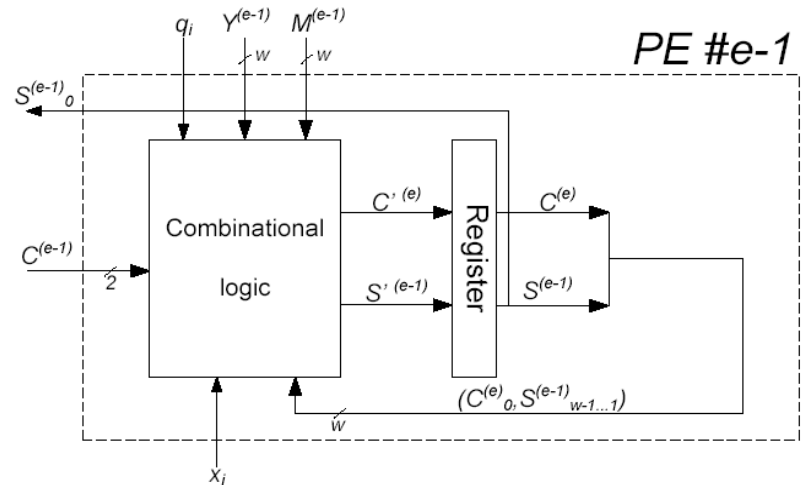 q_i Y^(e-1) M^(e-1)
w w
PE #e-1
S^(e-1)_0
Combinational
logic
Register
C'^(e)
C^(e)
C^(e-1)
2
S'^(e-1)
S^(e-1)
(C^(e)_0,S^(e-1)_w-1...1)
w
x_i